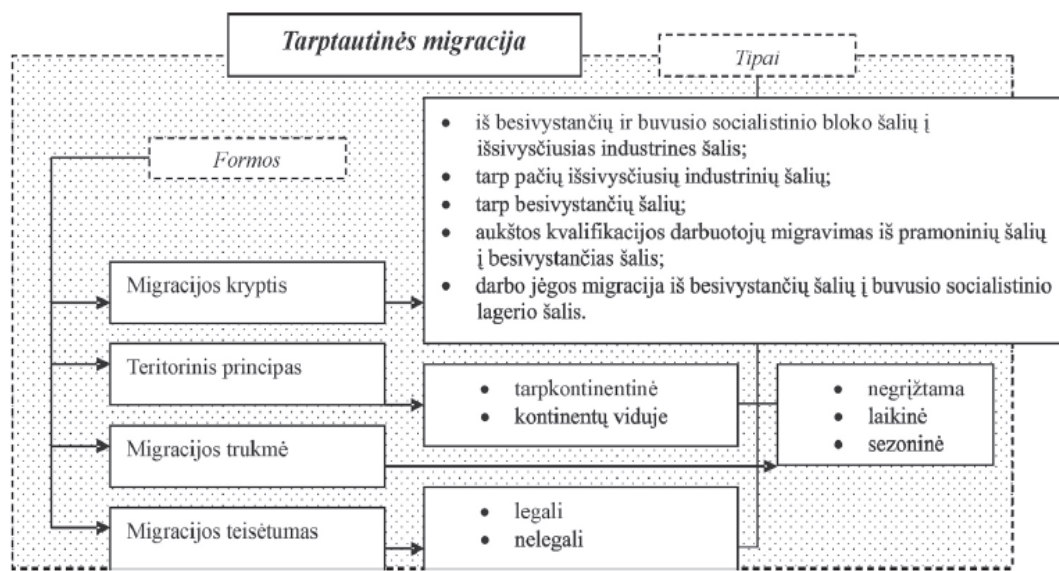 Tarptautinės migracija
Tipai
Formos
• iš besivystančių ir buvusio socialistinio bloko šalių į
išsivysčiusias industrines šalis;
• tarp pačių išsivysčiusių industrinių šalių;
• tarp besivystančių šalių;
• aukštos kvalifikacijos darbuotojų migravimas iš pramoninių šalių
į besivystančias šalis;
• darbo jėgos migracija iš besivystančių šalių į buvusio socialistinio
lagerio šalis.
Migracijos kryptis
Teritorinis principas
• tarpkontinentinė
• kontinentų viduje
• negrįžtama
• laikinė
• sezoninė
Migracijos trukmė
Migracijos teisėtumas
• legali
• nelegali